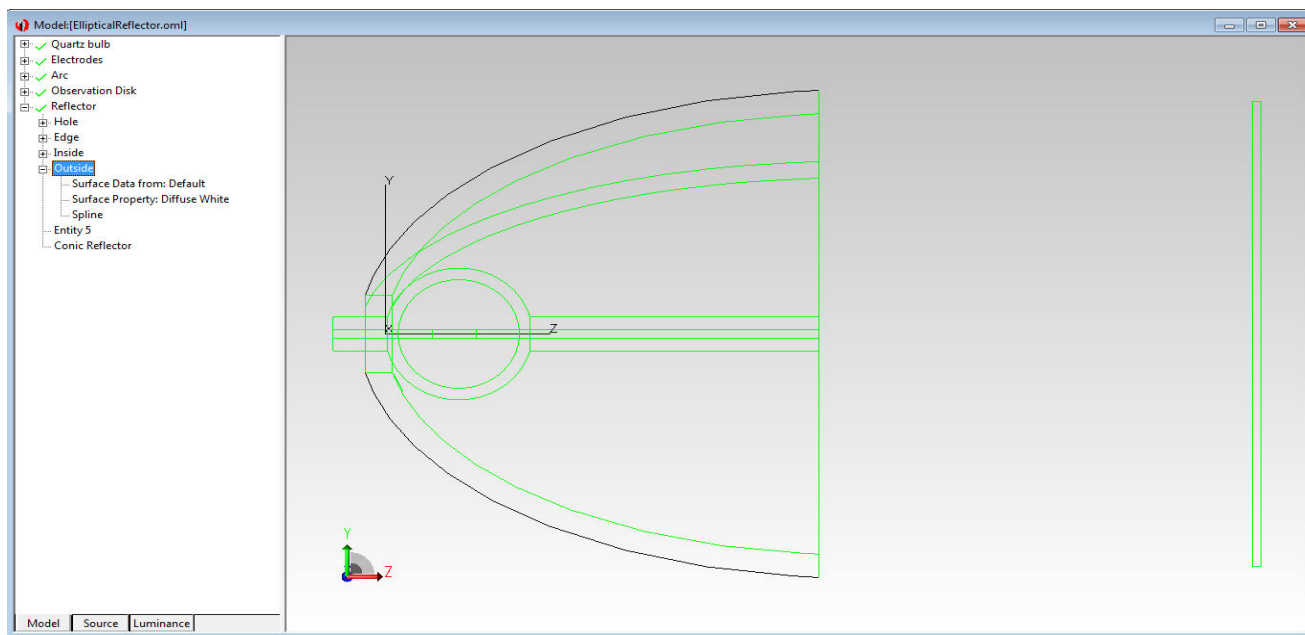 Model:[EllipticalReflector.oml]
Quartz bulb
Electrodes
Arc
Observation Disk
Reflector
Hole
Edge
Inside
Outside
Surface Data from: Default
Surface Property: Diffuse White
Spline
Entity 5
Conic Reflector
Y
Z
X
Y
Z
Model Source Luminance